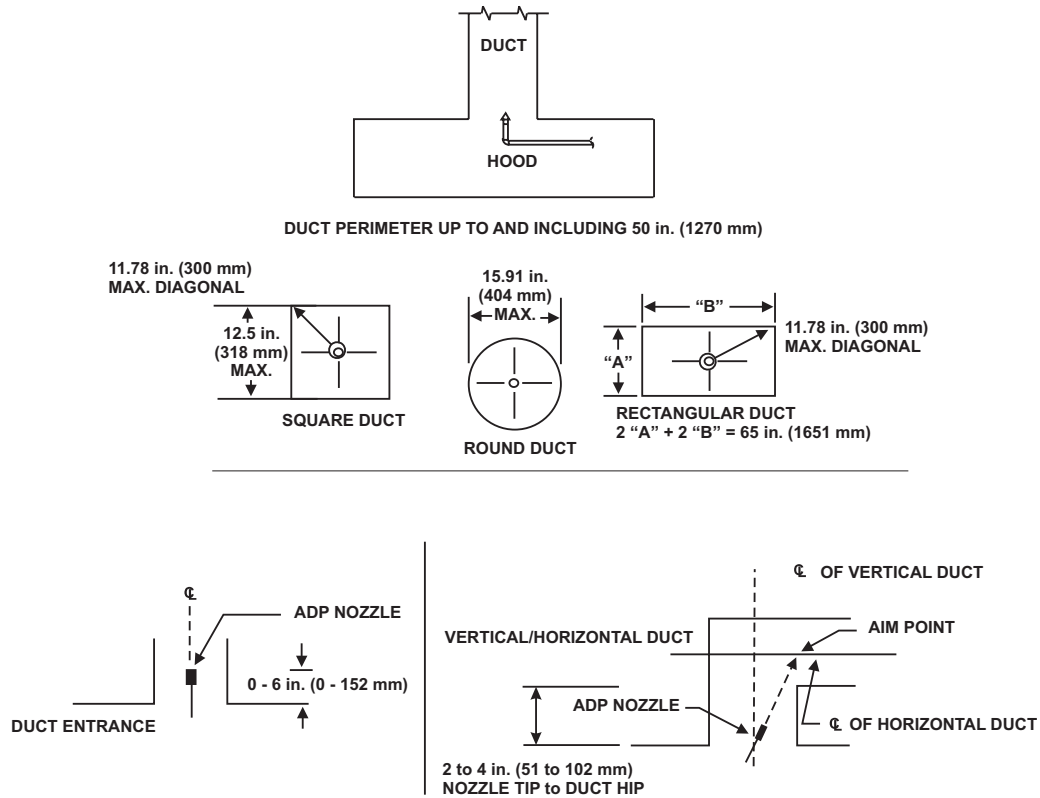 DUCT
HOOD
DUCT PERIMETER UP TO AND INCLUDING 50 in. (1270 mm)
11.78 in. (300 mm)
MAX. DIAGONAL
12.5 in.
(318 mm)
MAX.
SQUARE DUCT
15.91 in.
(404 mm)
MAX.
ROUND DUCT
“B”
“A”
11.78 in. (300 mm)
MAX. DIAGONAL
RECTANGULAR DUCT
2 “A” + 2 “B” = 65 in. (1651 mm)
℄
ADP NOZZLE
0 - 6 in. (0 - 152 mm)
DUCT ENTRANCE
℄ OF VERTICAL DUCT
AIM POINT
VERTICAL/HORIZONTAL DUCT
ADP NOZZLE
℄ OF HORIZONTAL DUCT
2 to 4 in. (51 to 102 mm)
NOZZLE TIP to DUCT HIP